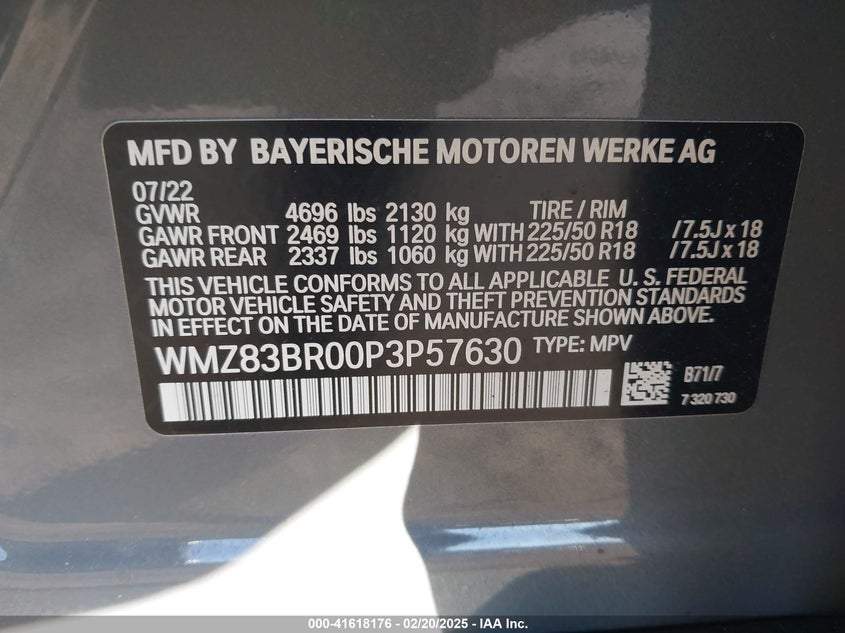 MFD BY BAYERISCHE MOTOREN WERKE AG
07/22
GVWR 4696 lbs 2130 kg TIRE / RIM
GAWR FRONT 2469 lbs 1120 kg WITH 225/50 R18 /7.5J x 18
GAWR REAR 2337 lbs 1060 kg WITH 225/50 R18 /7.5J x 18
THIS VEHICLE CONFORMS TO ALL APPLICABLE U. S. FEDERAL
MOTOR VEHICLE SAFETY AND THEFT PREVENTION STANDARDS
IN EFFECT ON THE DATE OF MANUFACTURE SHOWN ABOVE.
WMZ83BR00P3P57630 TYPE: MPV
B71/7
7 320 730
000-41618176 - 02/20/2025 - IAA Inc.